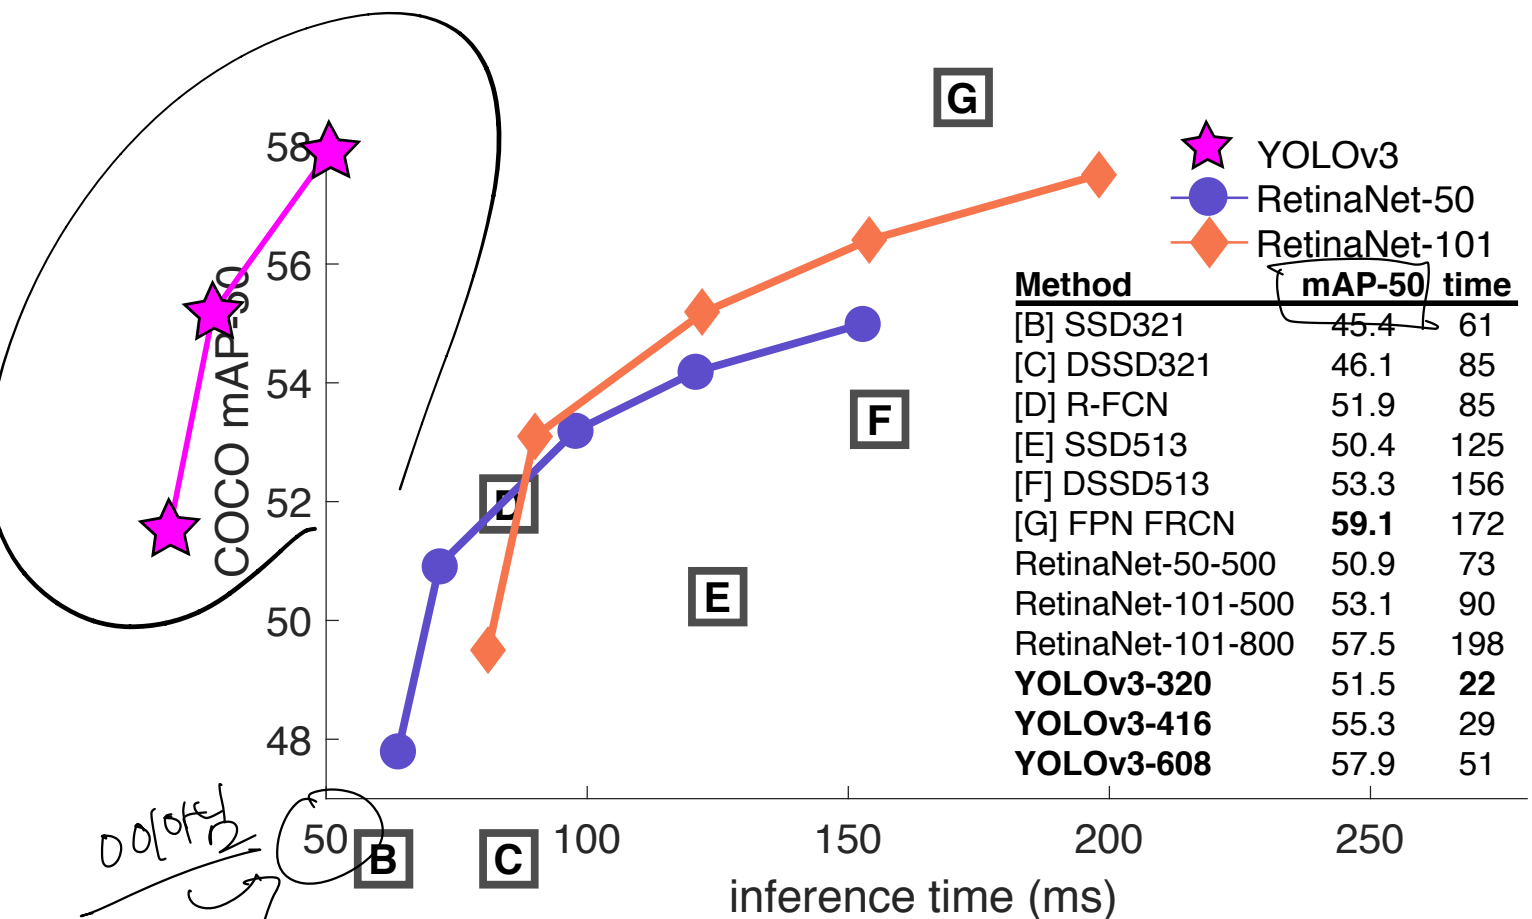 G
58
YOLOv3
RetinaNet-50
56
RetinaNet-101
COCO mAP-50
Method mAP-50 time
[B] SSD321 45.4 61
[C] DSSD321 46.1 85
54
[D] R-FCN 51.9 85
F
[E] SSD513 50.4 125
[F] DSSD513 53.3 156
52
D
[G] FPN FRCN 59.1 172
RetinaNet-50-500 50.9 73
E
RetinaNet-101-500 53.1 90
50
RetinaNet-101-800 57.5 198
YOLOv3-320 51.5 22
YOLOv3-416 55.3 29
48
YOLOv3-608 57.9 51
0이아님
50 100 150 200 250
B
C
inference time (ms)